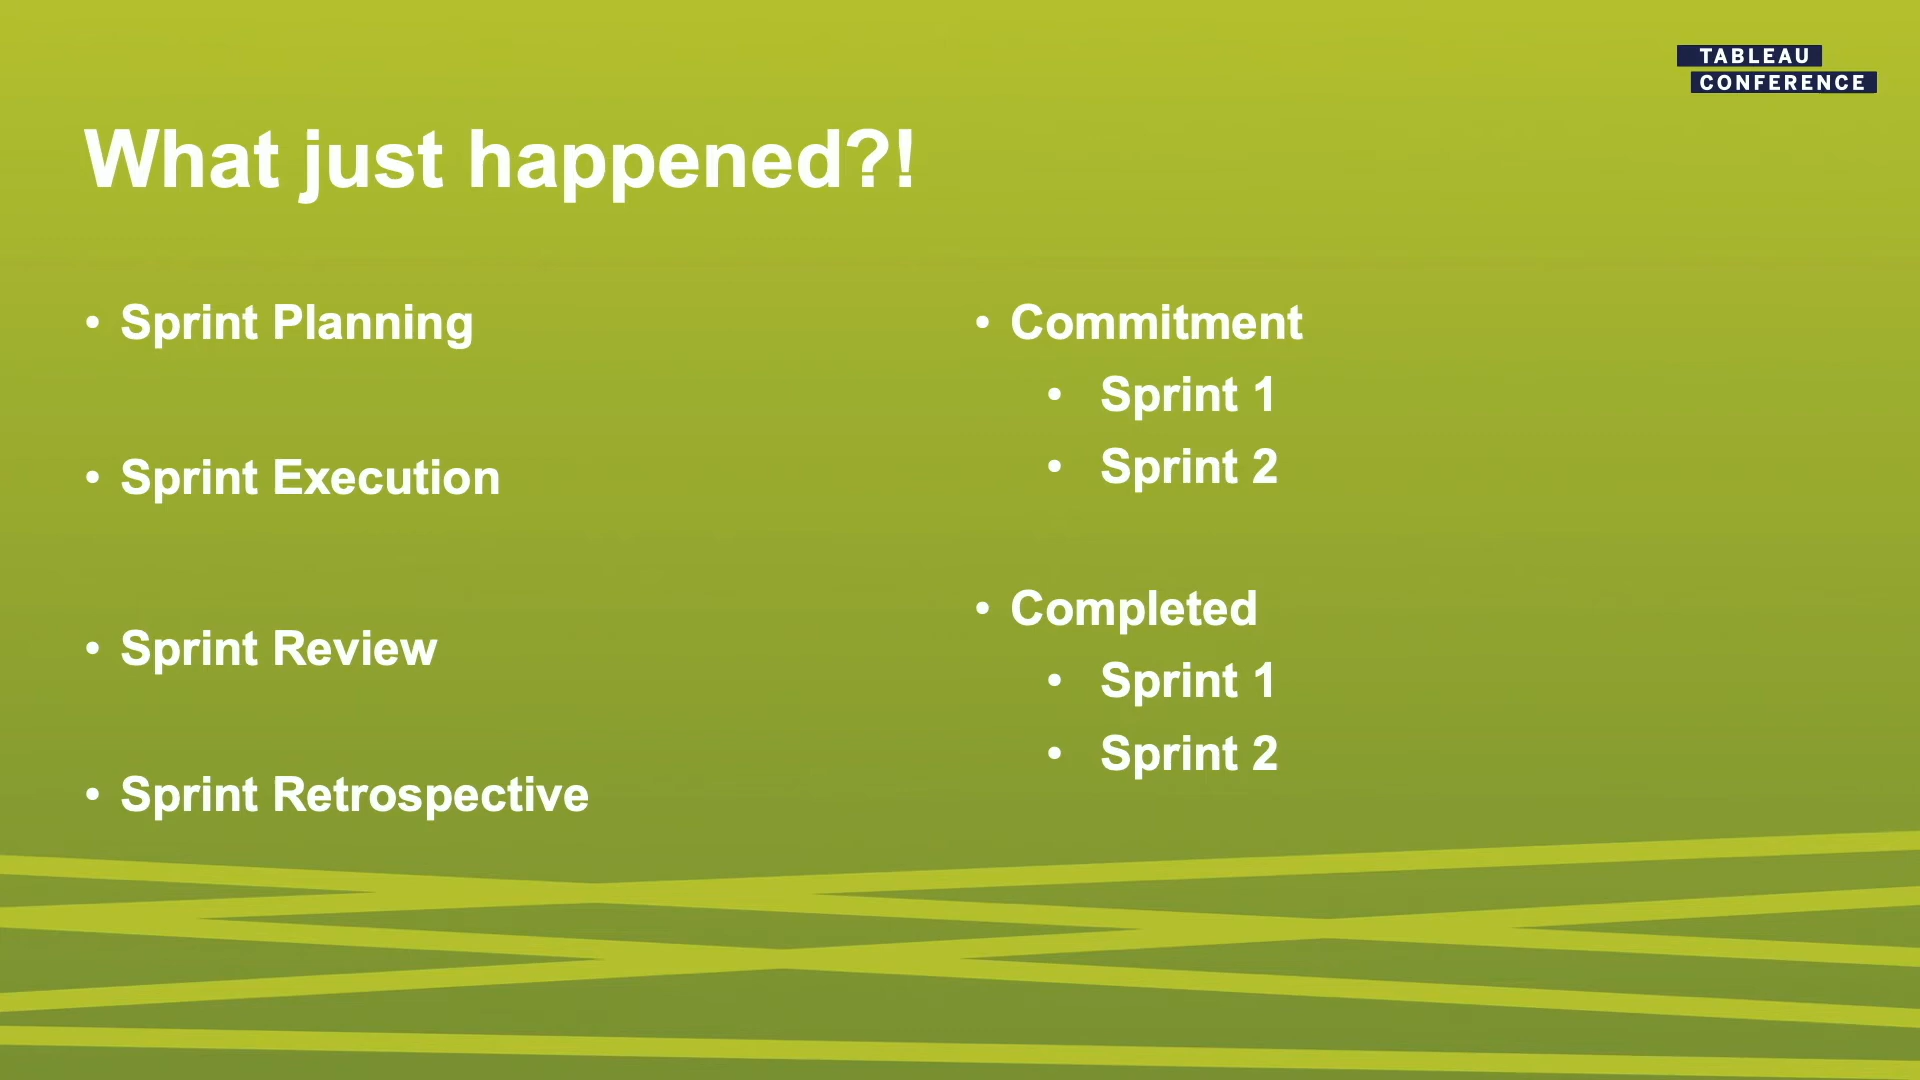 TABLEAU
CONFERENCE
What just happened?!
• Sprint Planning
• Sprint Execution
• Sprint Review
• Sprint Retrospective
• Commitment
• Sprint 1
• Sprint 2
• Completed
• Sprint 1
• Sprint 2